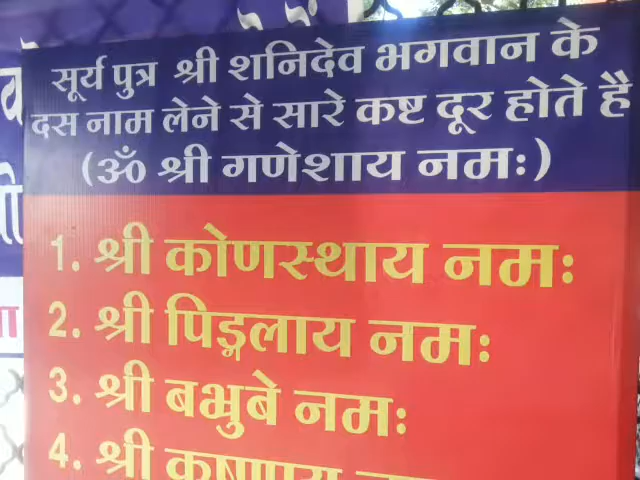 सूर्य पुत्र श्री शनिदेव भगवान के
दस नाम लेने से सारे कष्ट दूर होते है
(ॐ श्री गणेशाय नमः)
1. श्री कोणस्थाय नमः
2. श्री पिङ्गलाय नमः
3. श्री बभुबे नमः
4. श्री कृष्णाय